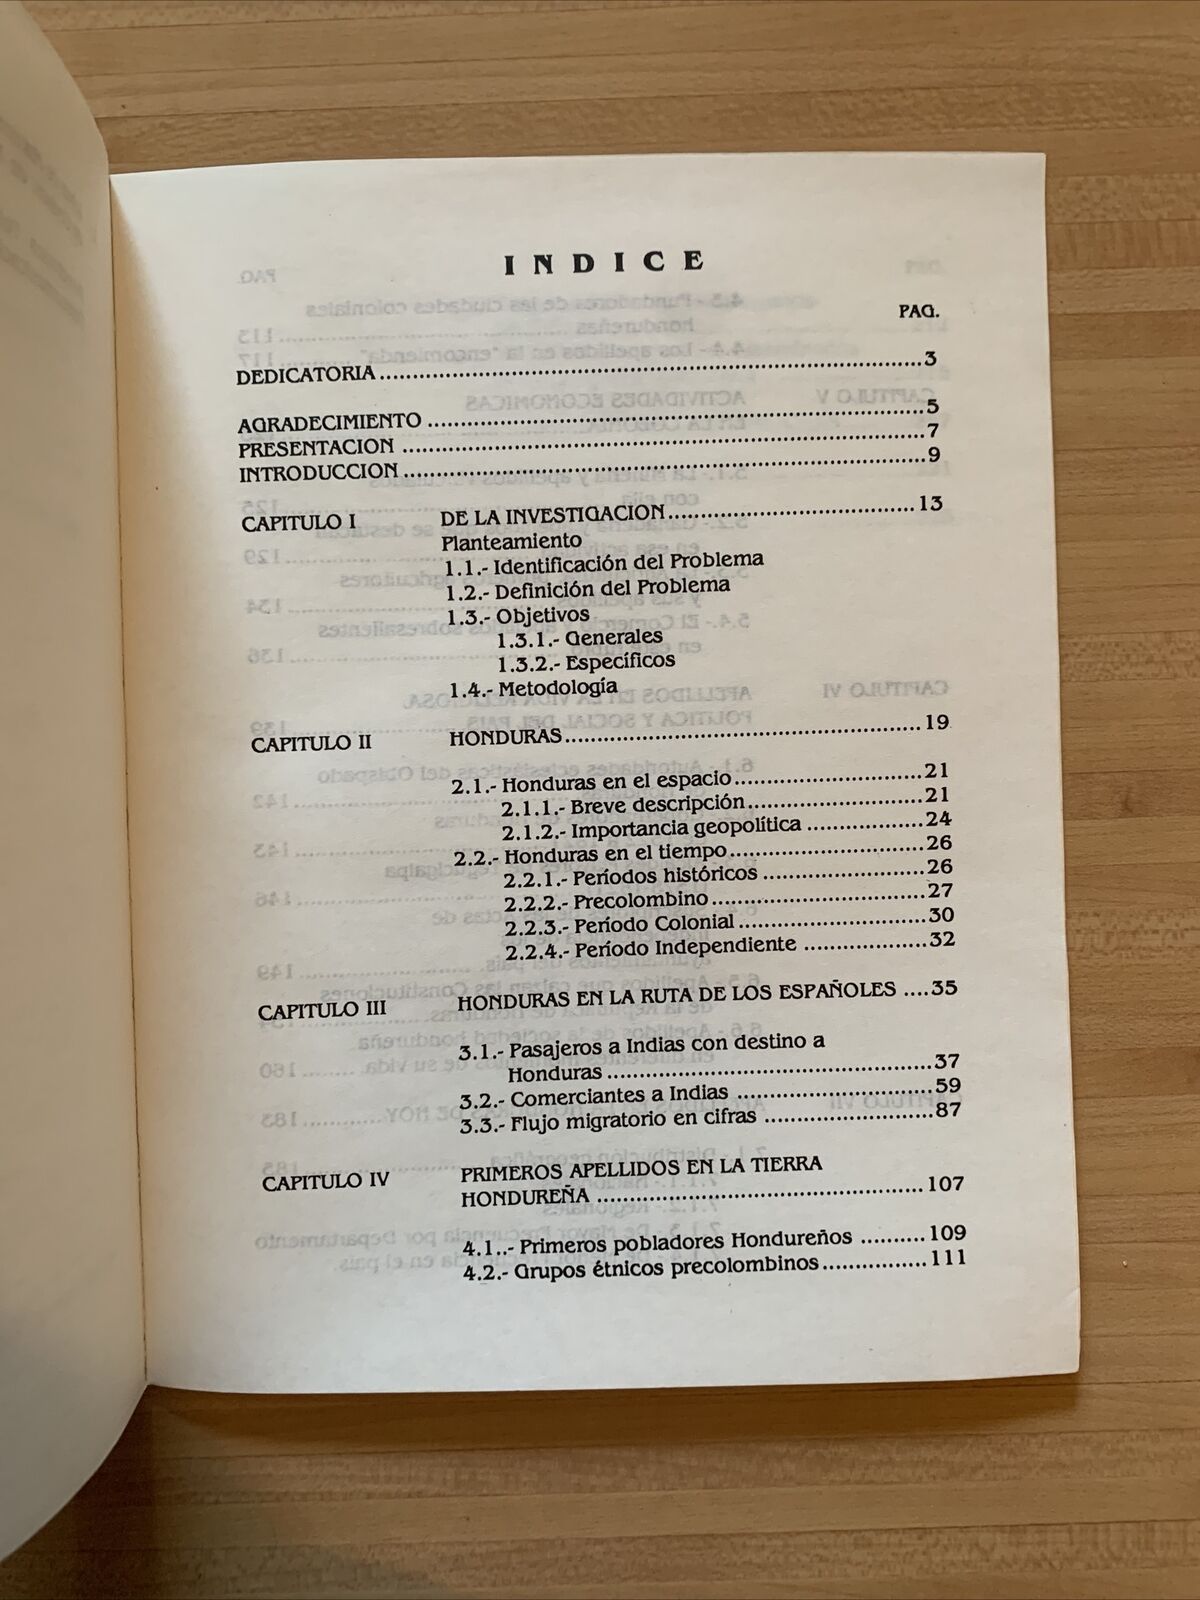 INDICE
PAG.
DEDICATORIA..........3
AGRADECIMIENTO..........5
PRESENTACION..........7
INTRODUCCION..........9
CAPITULO I DE LA INVESTIGACION..........13
Planteamiento
1.1.- Identificación del Problema
1.2.- Definición del Problema
1.3.- Objetivos
1.3.1.- Generales
1.3.2.- Específicos
1.4.- Metodología
CAPITULO II HONDURAS..........19
2.1.- Honduras en el espacio..........21
2.1.1.- Breve descripción..........21
2.1.2.- Importancia geopolítica..........24
2.2.- Honduras en el tiempo..........26
2.2.1.- Períodos históricos..........26
2.2.2.- Precolombino..........27
2.2.3.- Período Colonial..........30
2.2.4.- Período Independiente..........32
CAPITULO III HONDURAS EN LA RUTA DE LOS ESPAÑOLES ....35
3.1.- Pasajeros a Indias con destino a
Honduras..........37
3.2.- Comerciantes a Indias..........59
3.3.- Flujo migratorio en cifras..........87
CAPITULO IV PRIMEROS APELLIDOS EN LA TIERRA
HONDUREÑA..........107
4.1..- Primeros pobladores Hondureños..........109
4.2.- Grupos étnicos precolombinos..........111